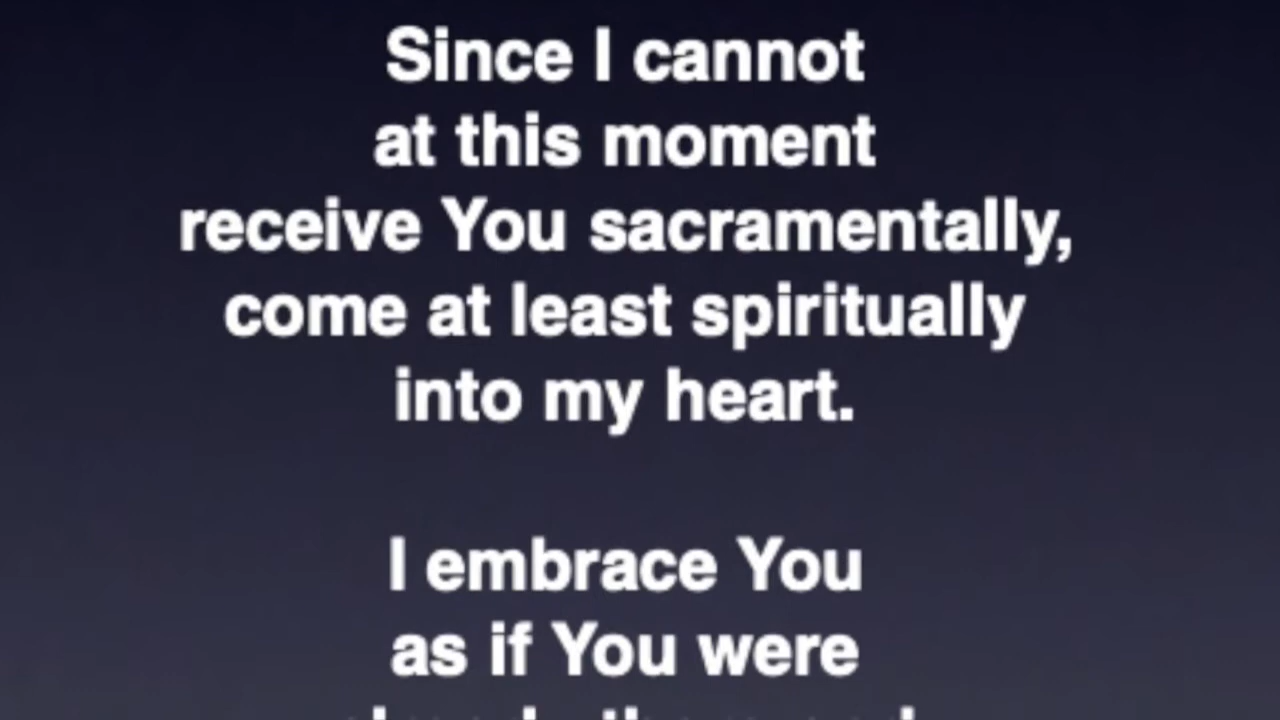 Since I cannot
at this moment
receive You sacramentally,
come at least spiritually
into my heart.
I embrace You
as if You were